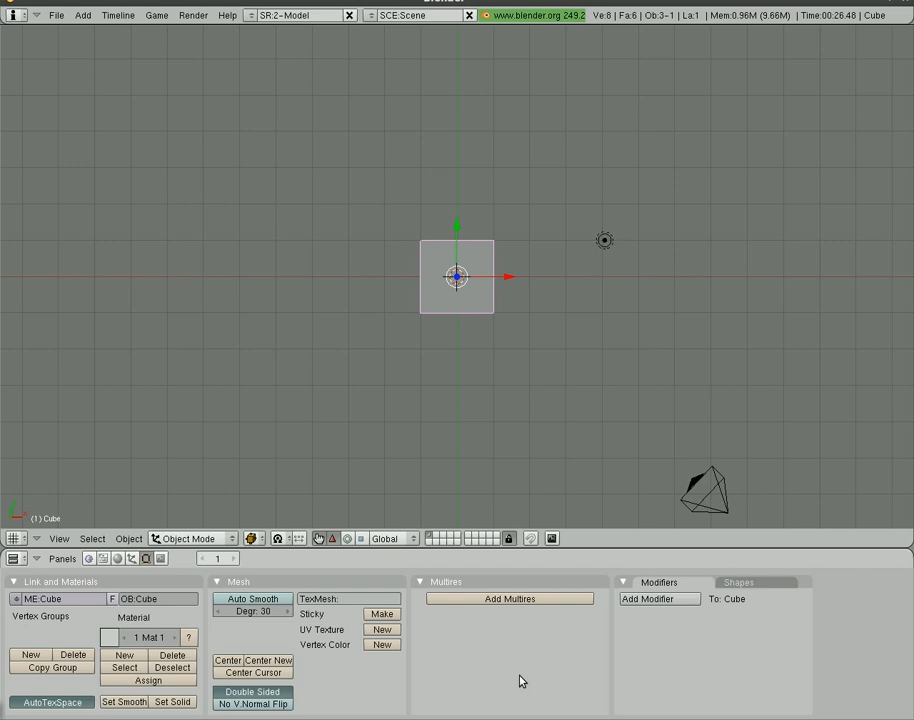 Blender
File Add Timeline Game Render Help SR:2-Model SCE:Scene www.blender.org 249.2 Ve:8 | Fa:6 | Ob:3-1 | La:1 | Mem:0.96M (9.66M) | Time:00:26.48 | Cube
(1) Cube
View Select Object Object Mode Global
Panels 1
Link and Materials Mesh Multires Modifiers Shapes
ME:Cube F OB:Cube Auto Smooth TexMesh: Add Multires Add Modifier To: Cube
Degr: 30 Sticky Make
Vertex Groups Material
UV Texture New
1 Mat 1 ?
Vertex Color New
New Delete New Delete Center Center New
Copy Group Select Deselect Center Cursor
Assign
Double Sided
AutoTexSpace Set Smooth Set Solid No V.Normal Flip